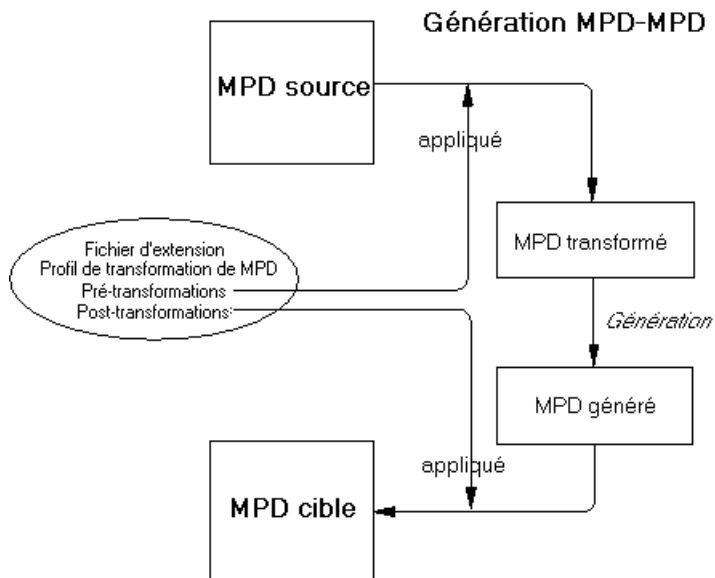 Génération MPD-MPD
MPD source
appliqué
MPD transformé
Fichier d'extension
Profil de transformation de MPD
Pré-transformations
Post-transformations
Génération
MPD généré
appliqué
MPD cible